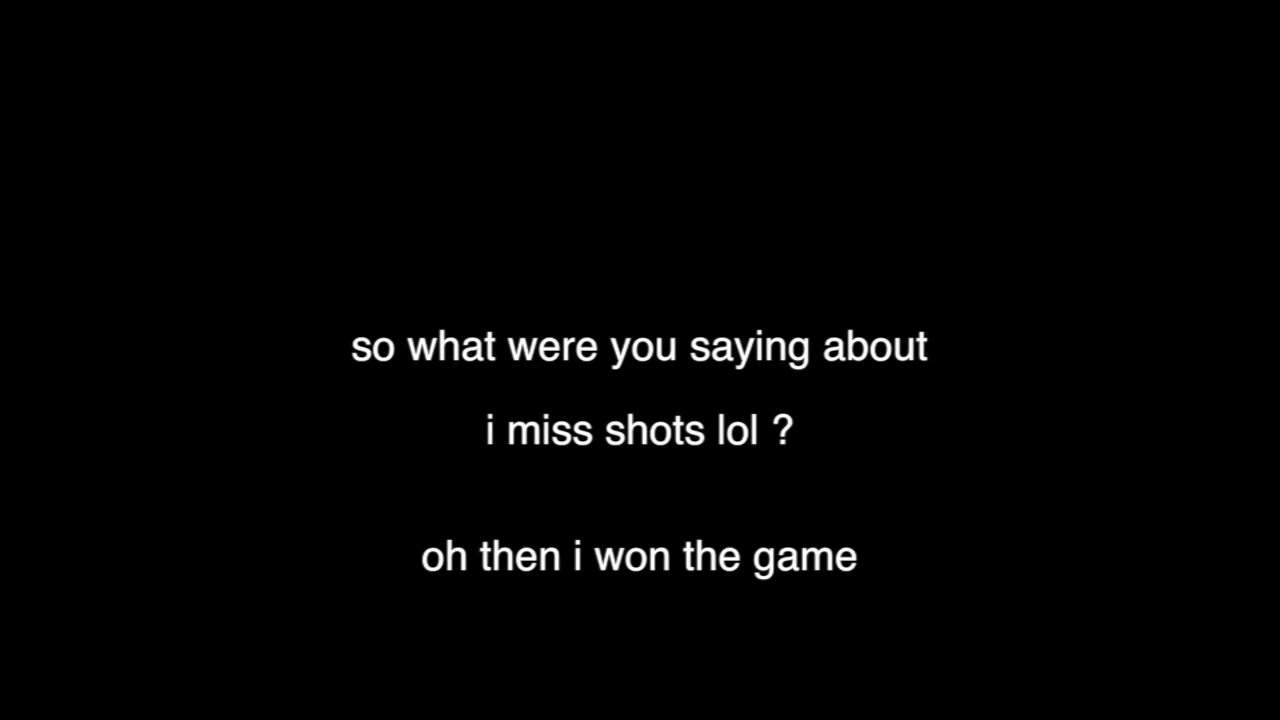 so what were you saying about
i miss shots lol ?
oh then i won the game